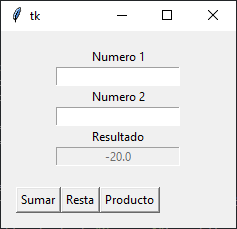 tk
Numero 1
Numero 2
Resultado
-20.0
Sumar Resta Producto